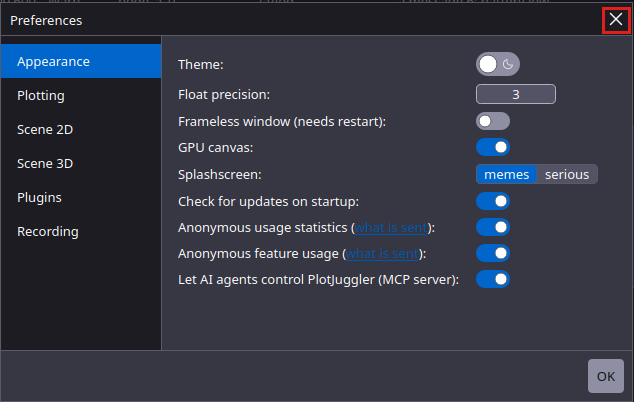 Preferences
Appearance
Plotting
Scene 2D
Scene 3D
Plugins
Recording
Theme:
Float precision: 3
Frameless window (needs restart):
GPU canvas:
Splashscreen: memes serious
Check for updates on startup:
Anonymous usage statistics (what is sent):
Anonymous feature usage (what is sent):
Let AI agents control PlotJuggler (MCP server):
OK